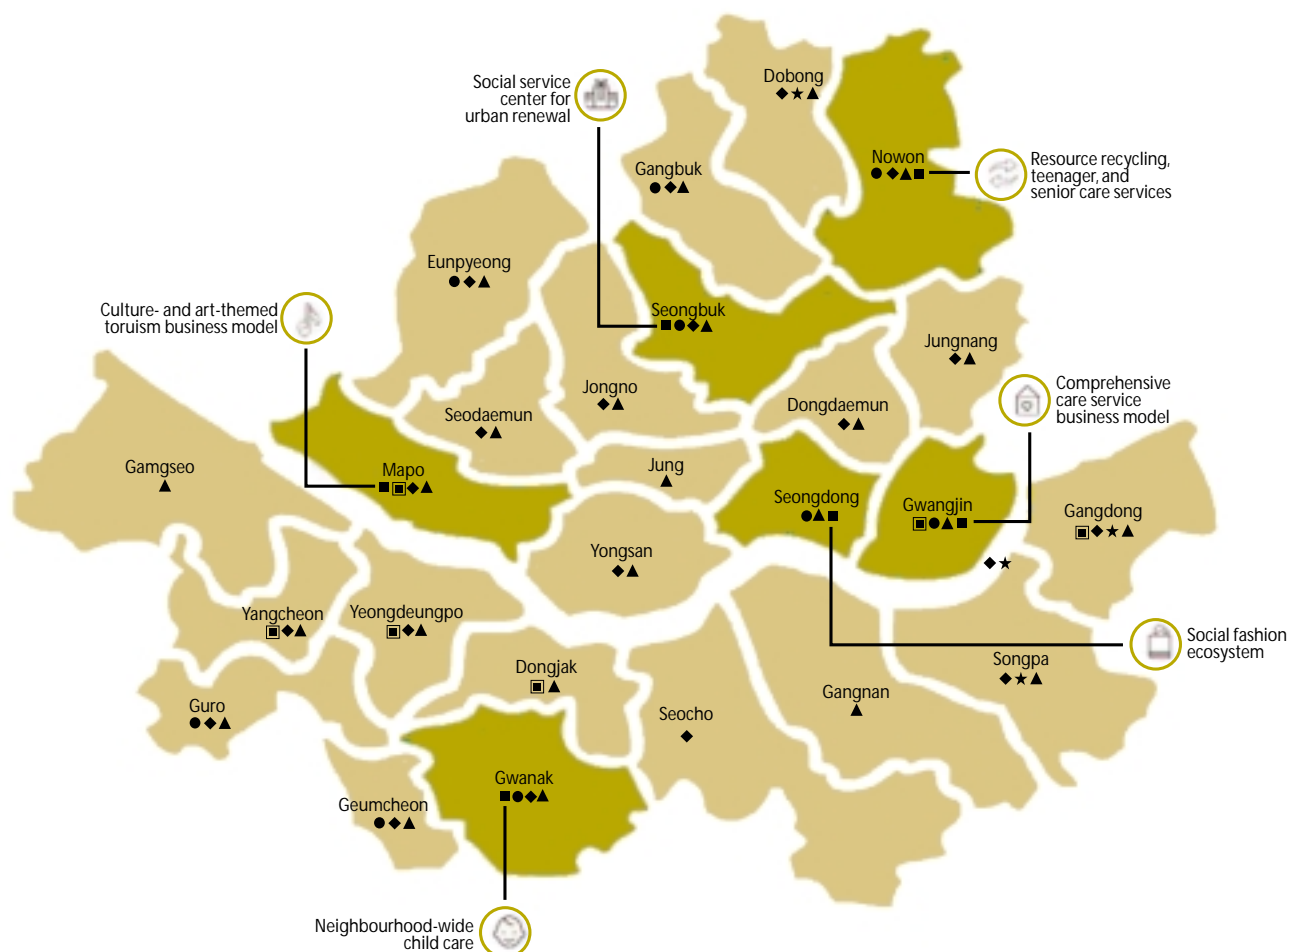 Dobong
Social service
center for
urban renewal
Nowon
Resource recycling,
teenager, and
senior care services
Gangbuk
Eunpyeong
Culture- and art-themed
toruism business model
Seongbuk
Jungnang
Jongno
Comprehensive
care service
business model
Seodaemun
Dongdaemun
Gamgseo
Mapo
Jung
Seongdong
Gwangjin
Gangdong
Yongsan
Yangcheon
Yeongdeungpo
Social fashion
ecosystem
Dongjak
Songpa
Guro
Seocho
Gangnan
Gwanak
Geumcheon
Neighbourhood-wide
child care